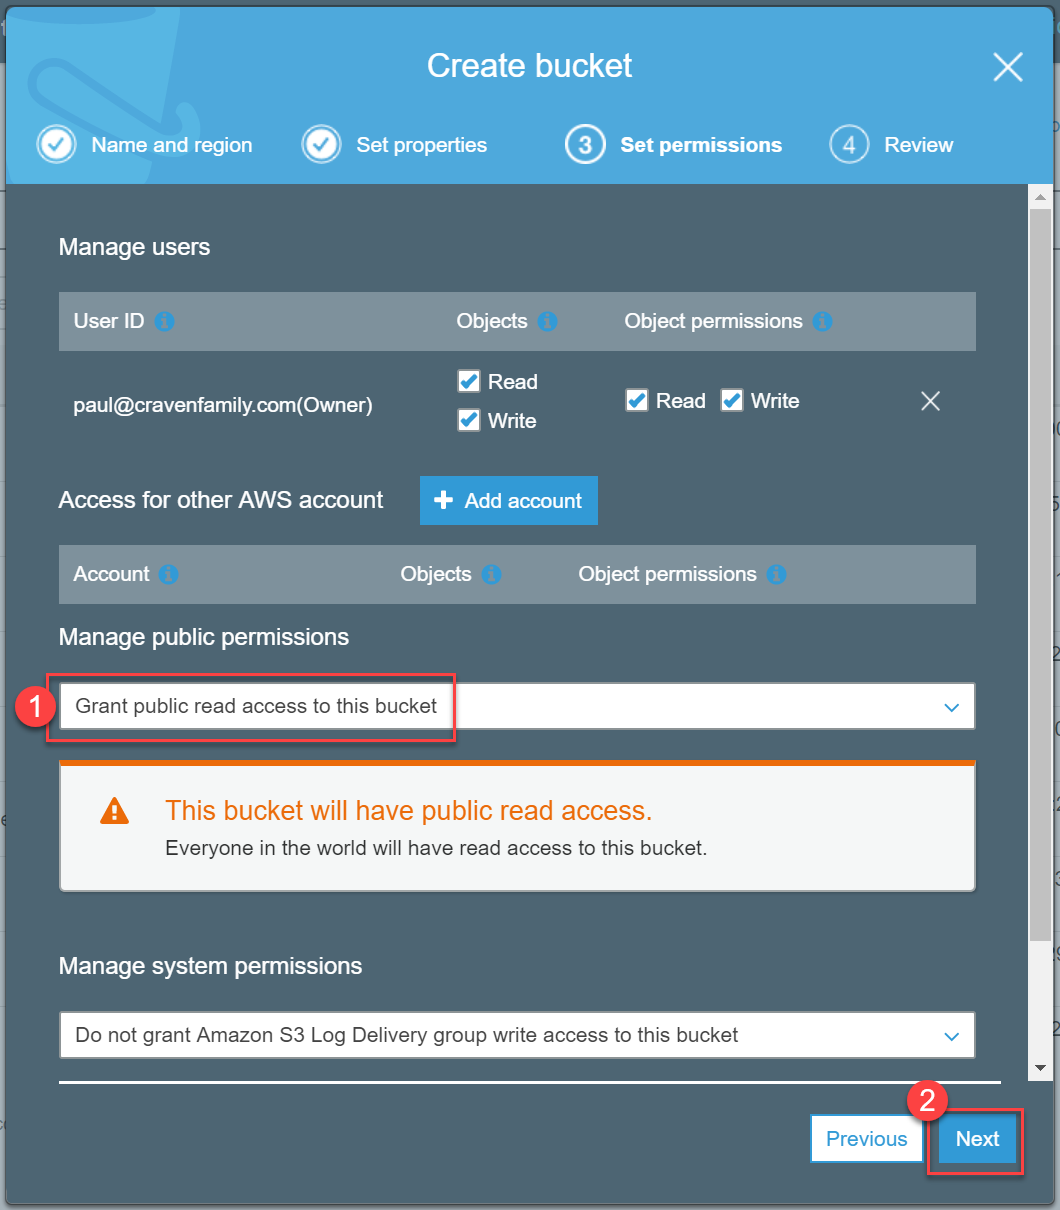 Create bucket
Name and region
Set properties
3 Set permissions
4 Review
Manage users
User ID Objects Object permissions
Read
paul@cravenfamily.com(Owner) Read Write
Write
Access for other AWS account Add account
Account Objects Object permissions
Manage public permissions
1 Grant public read access to this bucket
This bucket will have public read access.
Everyone in the world will have read access to this bucket.
Manage system permissions
Do not grant Amazon S3 Log Delivery group write access to this bucket
2
Previous Next